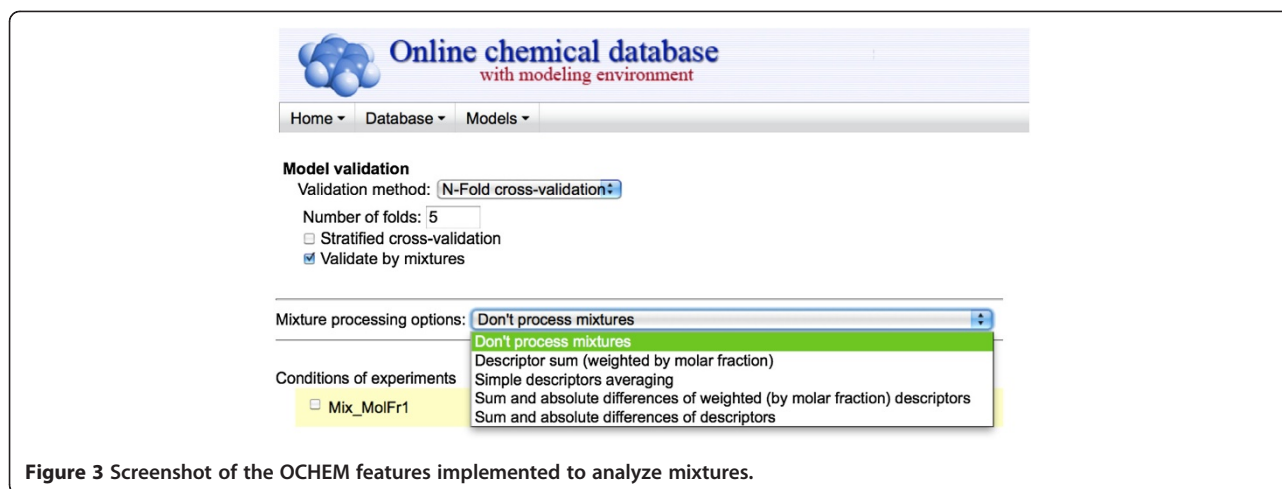 Online chemical database
with modeling environment
Home Database Models
Model validation
Validation method: N-Fold cross-validation
Number of folds: 5
Stratified cross-validation
Validate by mixtures
Mixture processing options: Don't process mixtures
Don't process mixtures
Descriptor sum (weighted by molar fraction)
Simple descriptors averaging
Sum and absolute differences of weighted (by molar fraction) descriptors
Sum and absolute differences of descriptors
Conditions of experiments
Mix_MolFr1
Figure 3 Screenshot of the OCHEM features implemented to analyze mixtures.